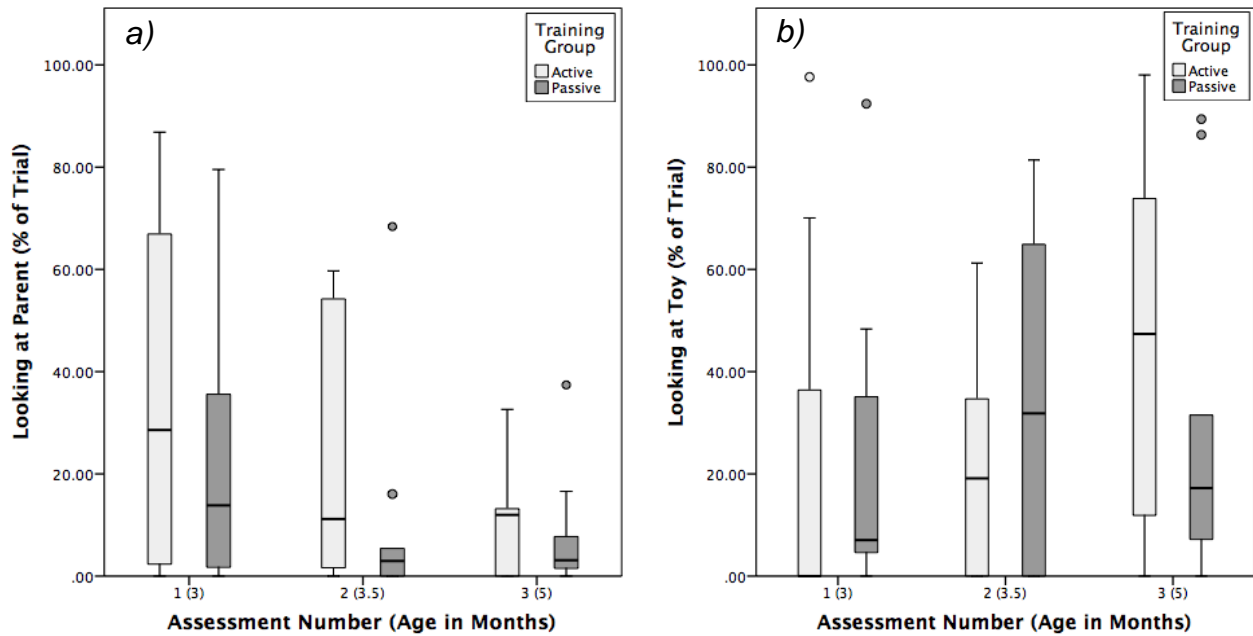 a)
Training
Group
Active
Passive
Looking at Parent (% of Trial)
100.00
80.00
60.00
40.00
20.00
.00
1 (3)
2 (3.5)
3 (5)
Assessment Number (Age in Months)
b)
Training
Group
Active
Passive
Looking at Toy (% of Trial)
100.00
80.00
60.00
40.00
20.00
.00
1 (3)
2 (3.5)
3 (5)
Assessment Number (Age in Months)